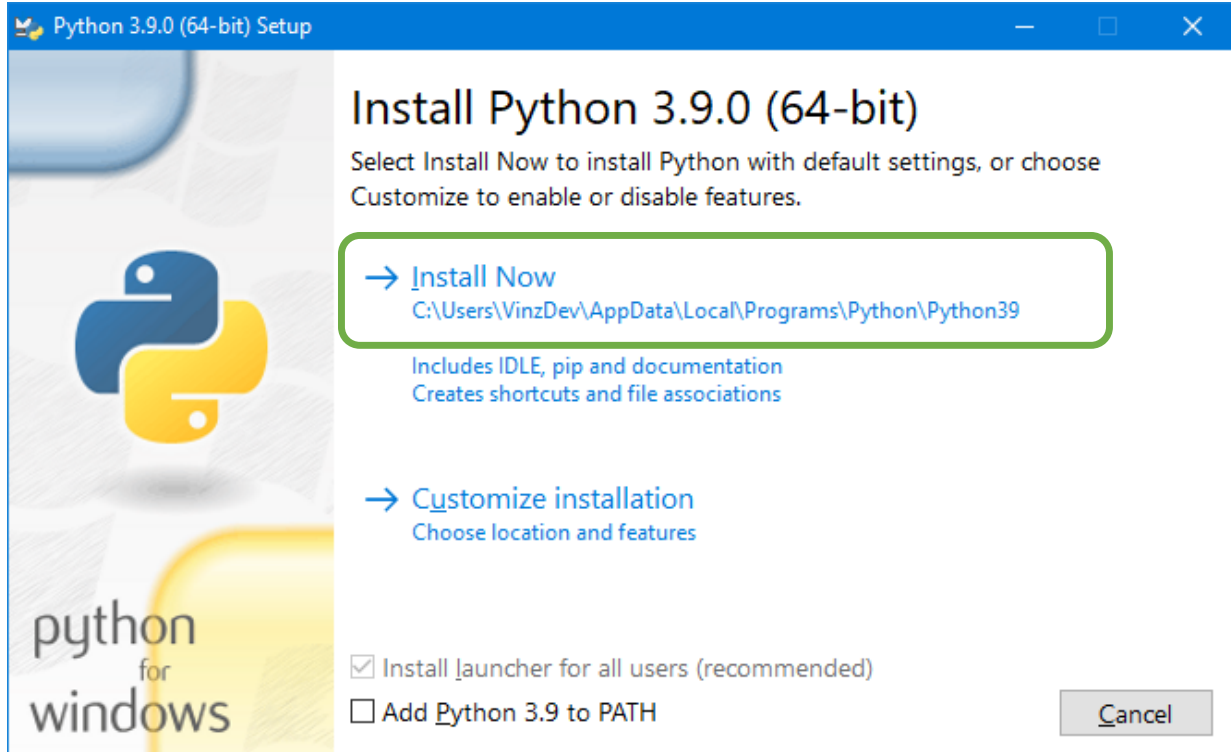 Python 3.9.0 (64-bit) Setup
Install Python 3.9.0 (64-bit)
Select Install Now to install Python with default settings, or choose
Customize to enable or disable features.
Install Now
C:\Users\VinzDev\AppData\Local\Programs\Python\Python39
Includes IDLE, pip and documentation
Creates shortcuts and file associations
Customize installation
Choose location and features
python
for
windows
Install launcher for all users (recommended)
Add Python 3.9 to PATH
Cancel